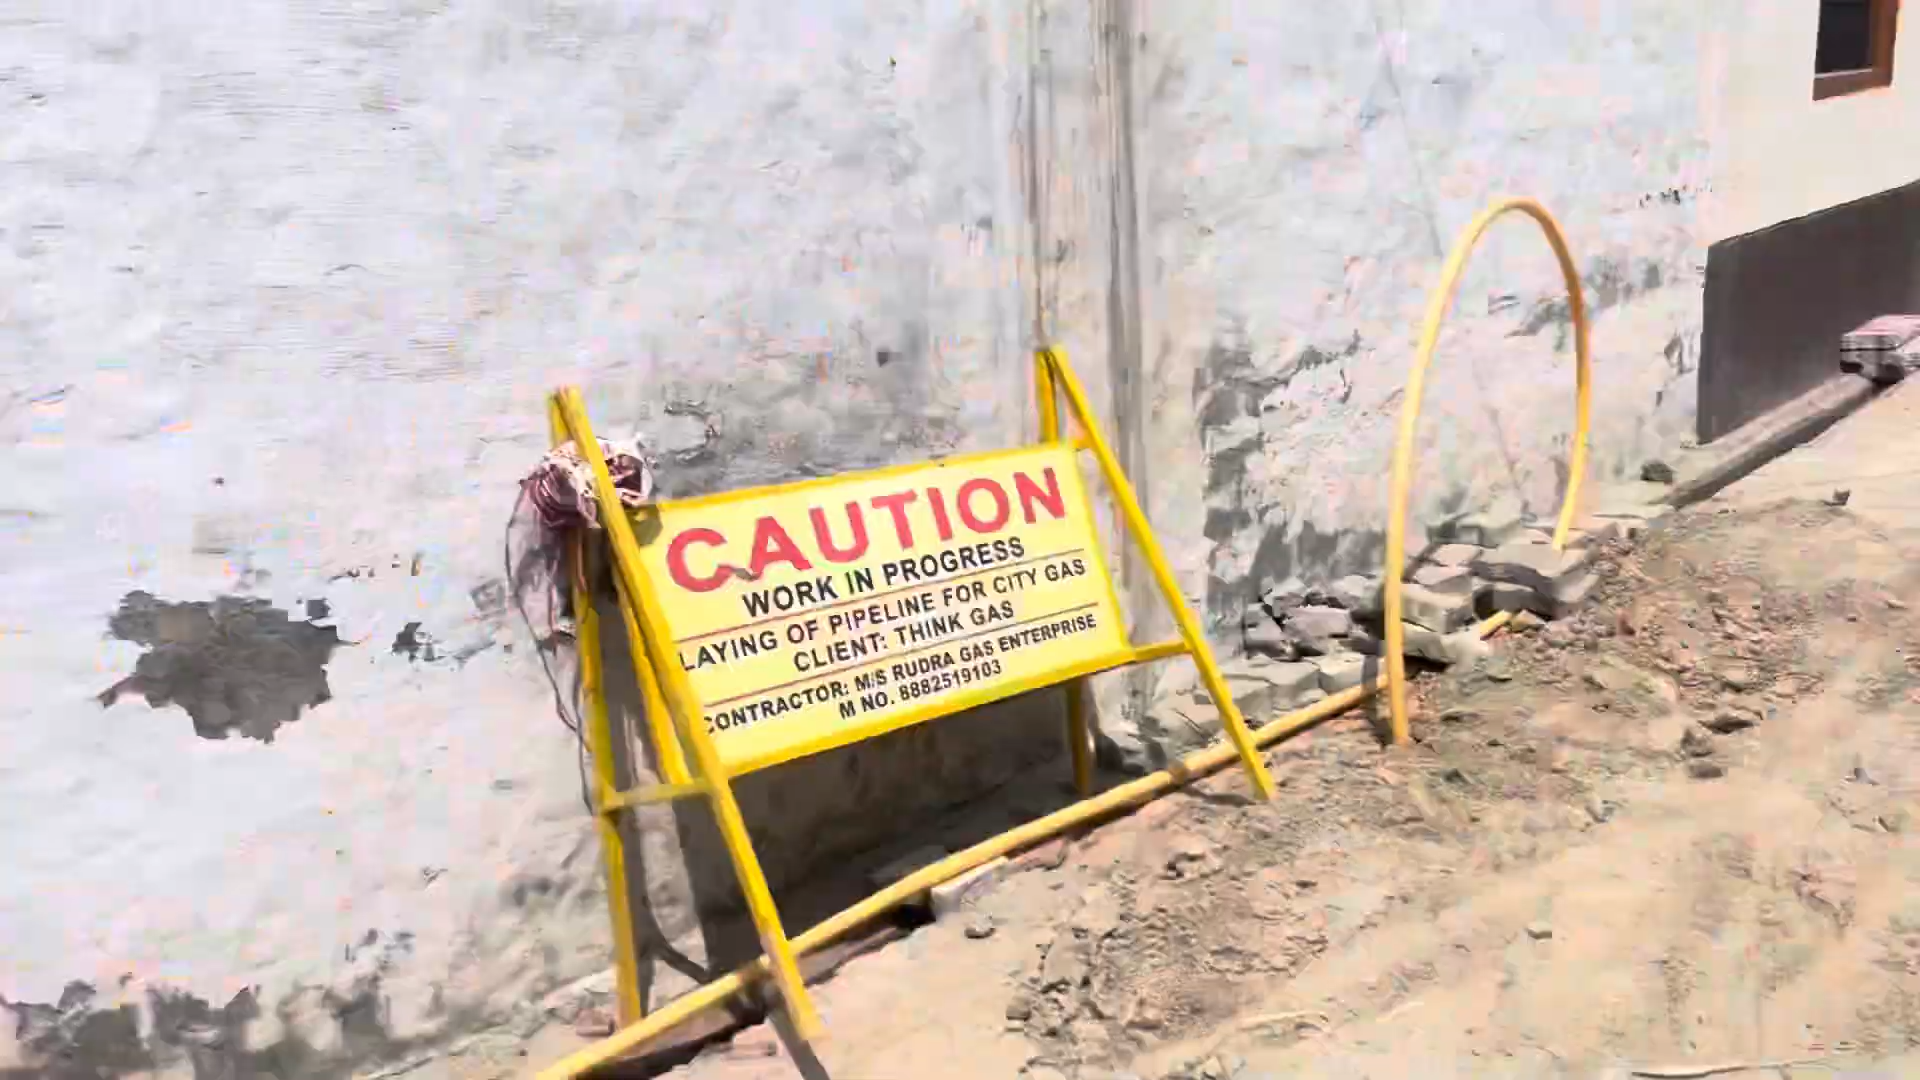 CAUTION
WORK IN PROGRESS
LAYING OF PIPELINE FOR CITY GAS
CLIENT: THINK GAS
CONTRACTOR: M/S RUDRA GAS ENTERPRISE
M NO. 8882519103